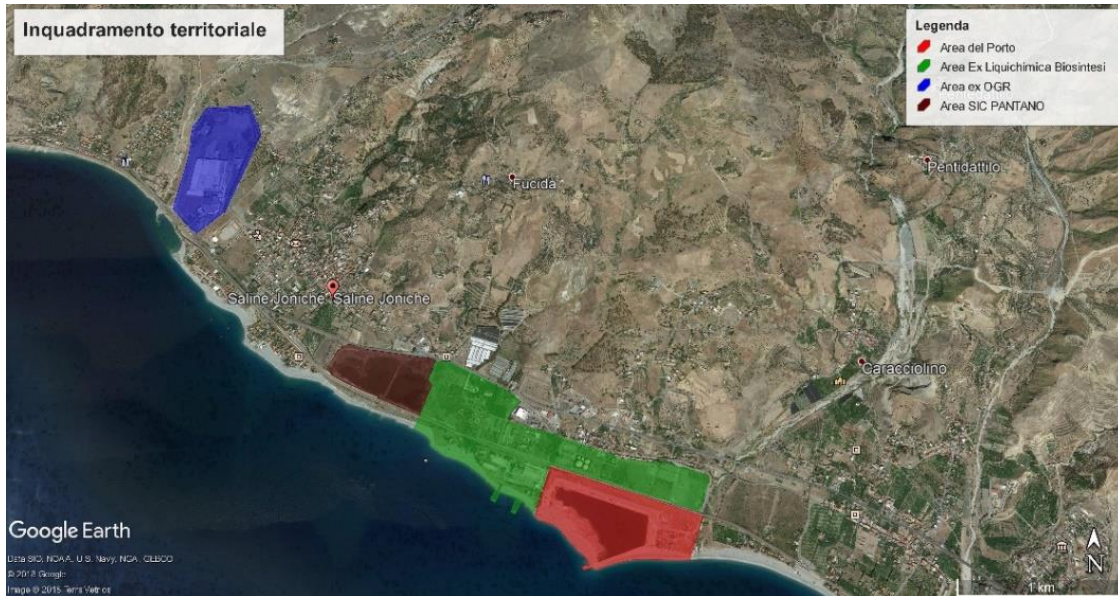 Inquadramento territoriale
Legenda
Area del Porto
Area Ex Liquichimica Biosintesi
Area ex OGR
Area SIC PANTANO
Pentidattilo
Fucida
Saline Joniche Saline Joniche
Caracciolino
Google Earth
Data SIO, NOAA, U.S. Navy, NGA, GEBCO
© 2018 Google
Image © 2018 TerraMetrics
1 km
N